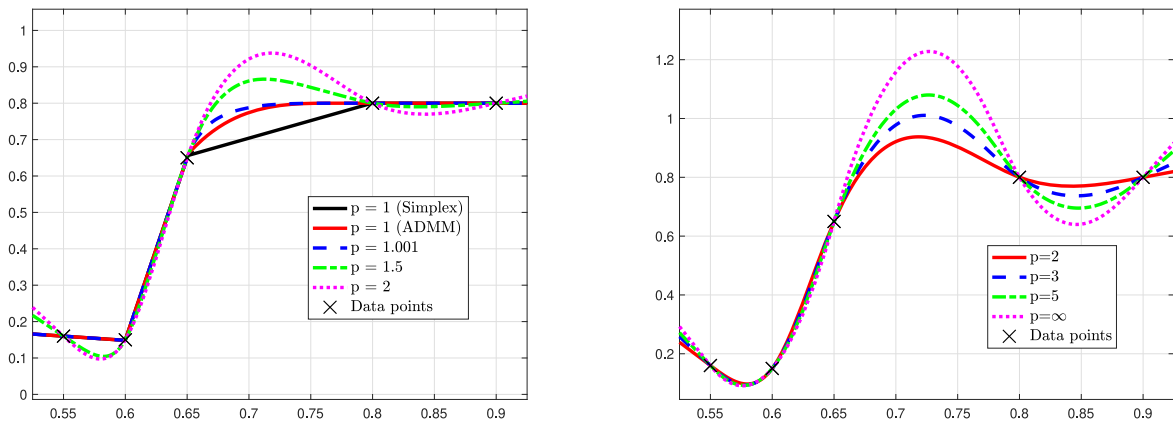 1
0.9
0.8
0.7
0.6
0.5
0.4
0.3
0.2
0.1
0
0.55 0.6 0.65 0.7 0.75 0.8 0.85 0.9
p = 1 (Simplex)
p = 1 (ADMM)
p = 1.001
p = 1.5
p = 2
Data points
1.2
1
0.8
0.6
0.4
0.2
0.55 0.6 0.65 0.7 0.75 0.8 0.85 0.9
p=2
p=3
p=5
p=∞
Data points